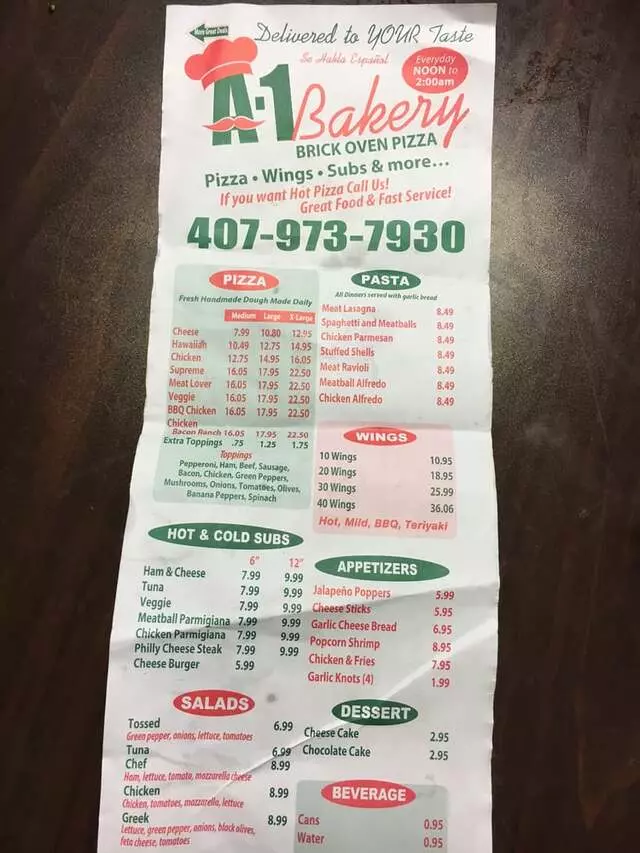 More Great Deals
Delivered to YOUR Taste
Se Habla Español
Everyday
NOON to
2:00am
A-1 Bakery
BRICK OVEN PIZZA
Pizza • Wings • Subs & more...
If you want Hot Pizza Call Us!
Great Food & Fast Service!
407-973-7930
PIZZA
Fresh Handmade Dough Made Daily
Medium Large X-Large
Cheese 7.99 10.80 12.95
Hawaiian 10.49 12.75 14.95
Chicken 12.75 14.95 16.05
Supreme 16.05 17.95 22.50
Meat Lover 16.05 17.95 22.50
Veggie 16.05 17.95 22.50
BBQ Chicken 16.05 17.95 22.50
Chicken
Bacon Ranch 16.05 17.95 22.50
Extra Toppings .75 1.25 1.75
Toppings
Pepperoni, Ham, Beef, Sausage,
Bacon, Chicken, Green Peppers,
Mushrooms, Onions, Tomatoes, Olives,
Banana Peppers, Spinach
PASTA
All Dinners served with garlic bread
Meat Lasagna 8.49
Spaghetti and Meatballs 8.49
Chicken Parmesan 8.49
Stuffed Shells 8.49
Meat Ravioli 8.49
Meatball Alfredo 8.49
Chicken Alfredo 8.49
WINGS
10 Wings 10.95
20 Wings 18.95
30 Wings 25.99
40 Wings 36.06
Hot, Mild, BBQ, Teriyaki
HOT & COLD SUBS
6" 12"
Ham & Cheese 7.99 9.99
Tuna 7.99 9.99
Veggie 7.99 9.99
Meatball Parmigiana 7.99 9.99
Chicken Parmigiana 7.99 9.99
Philly Cheese Steak 7.99 9.99
Cheese Burger 5.99
APPETIZERS
Jalapeño Poppers 5.99
Cheese Sticks 5.95
Garlic Cheese Bread 6.95
Popcorn Shrimp 8.95
Chicken & Fries 7.95
Garlic Knots (4) 1.99
SALADS
Tossed 6.99
Green pepper, onions, lettuce, tomatoes
Tuna 6.99
Chef 8.99
Ham, lettuce, tomato, mozzarella cheese
Chicken 8.99
Chicken, tomatoes, mozzarella, lettuce
Greek 8.99
Lettuce, green pepper, onions, black olives,
feta cheese, tomatoes
DESSERT
Cheese Cake 2.95
Chocolate Cake 2.95
BEVERAGE
Cans 0.95
Water 0.95